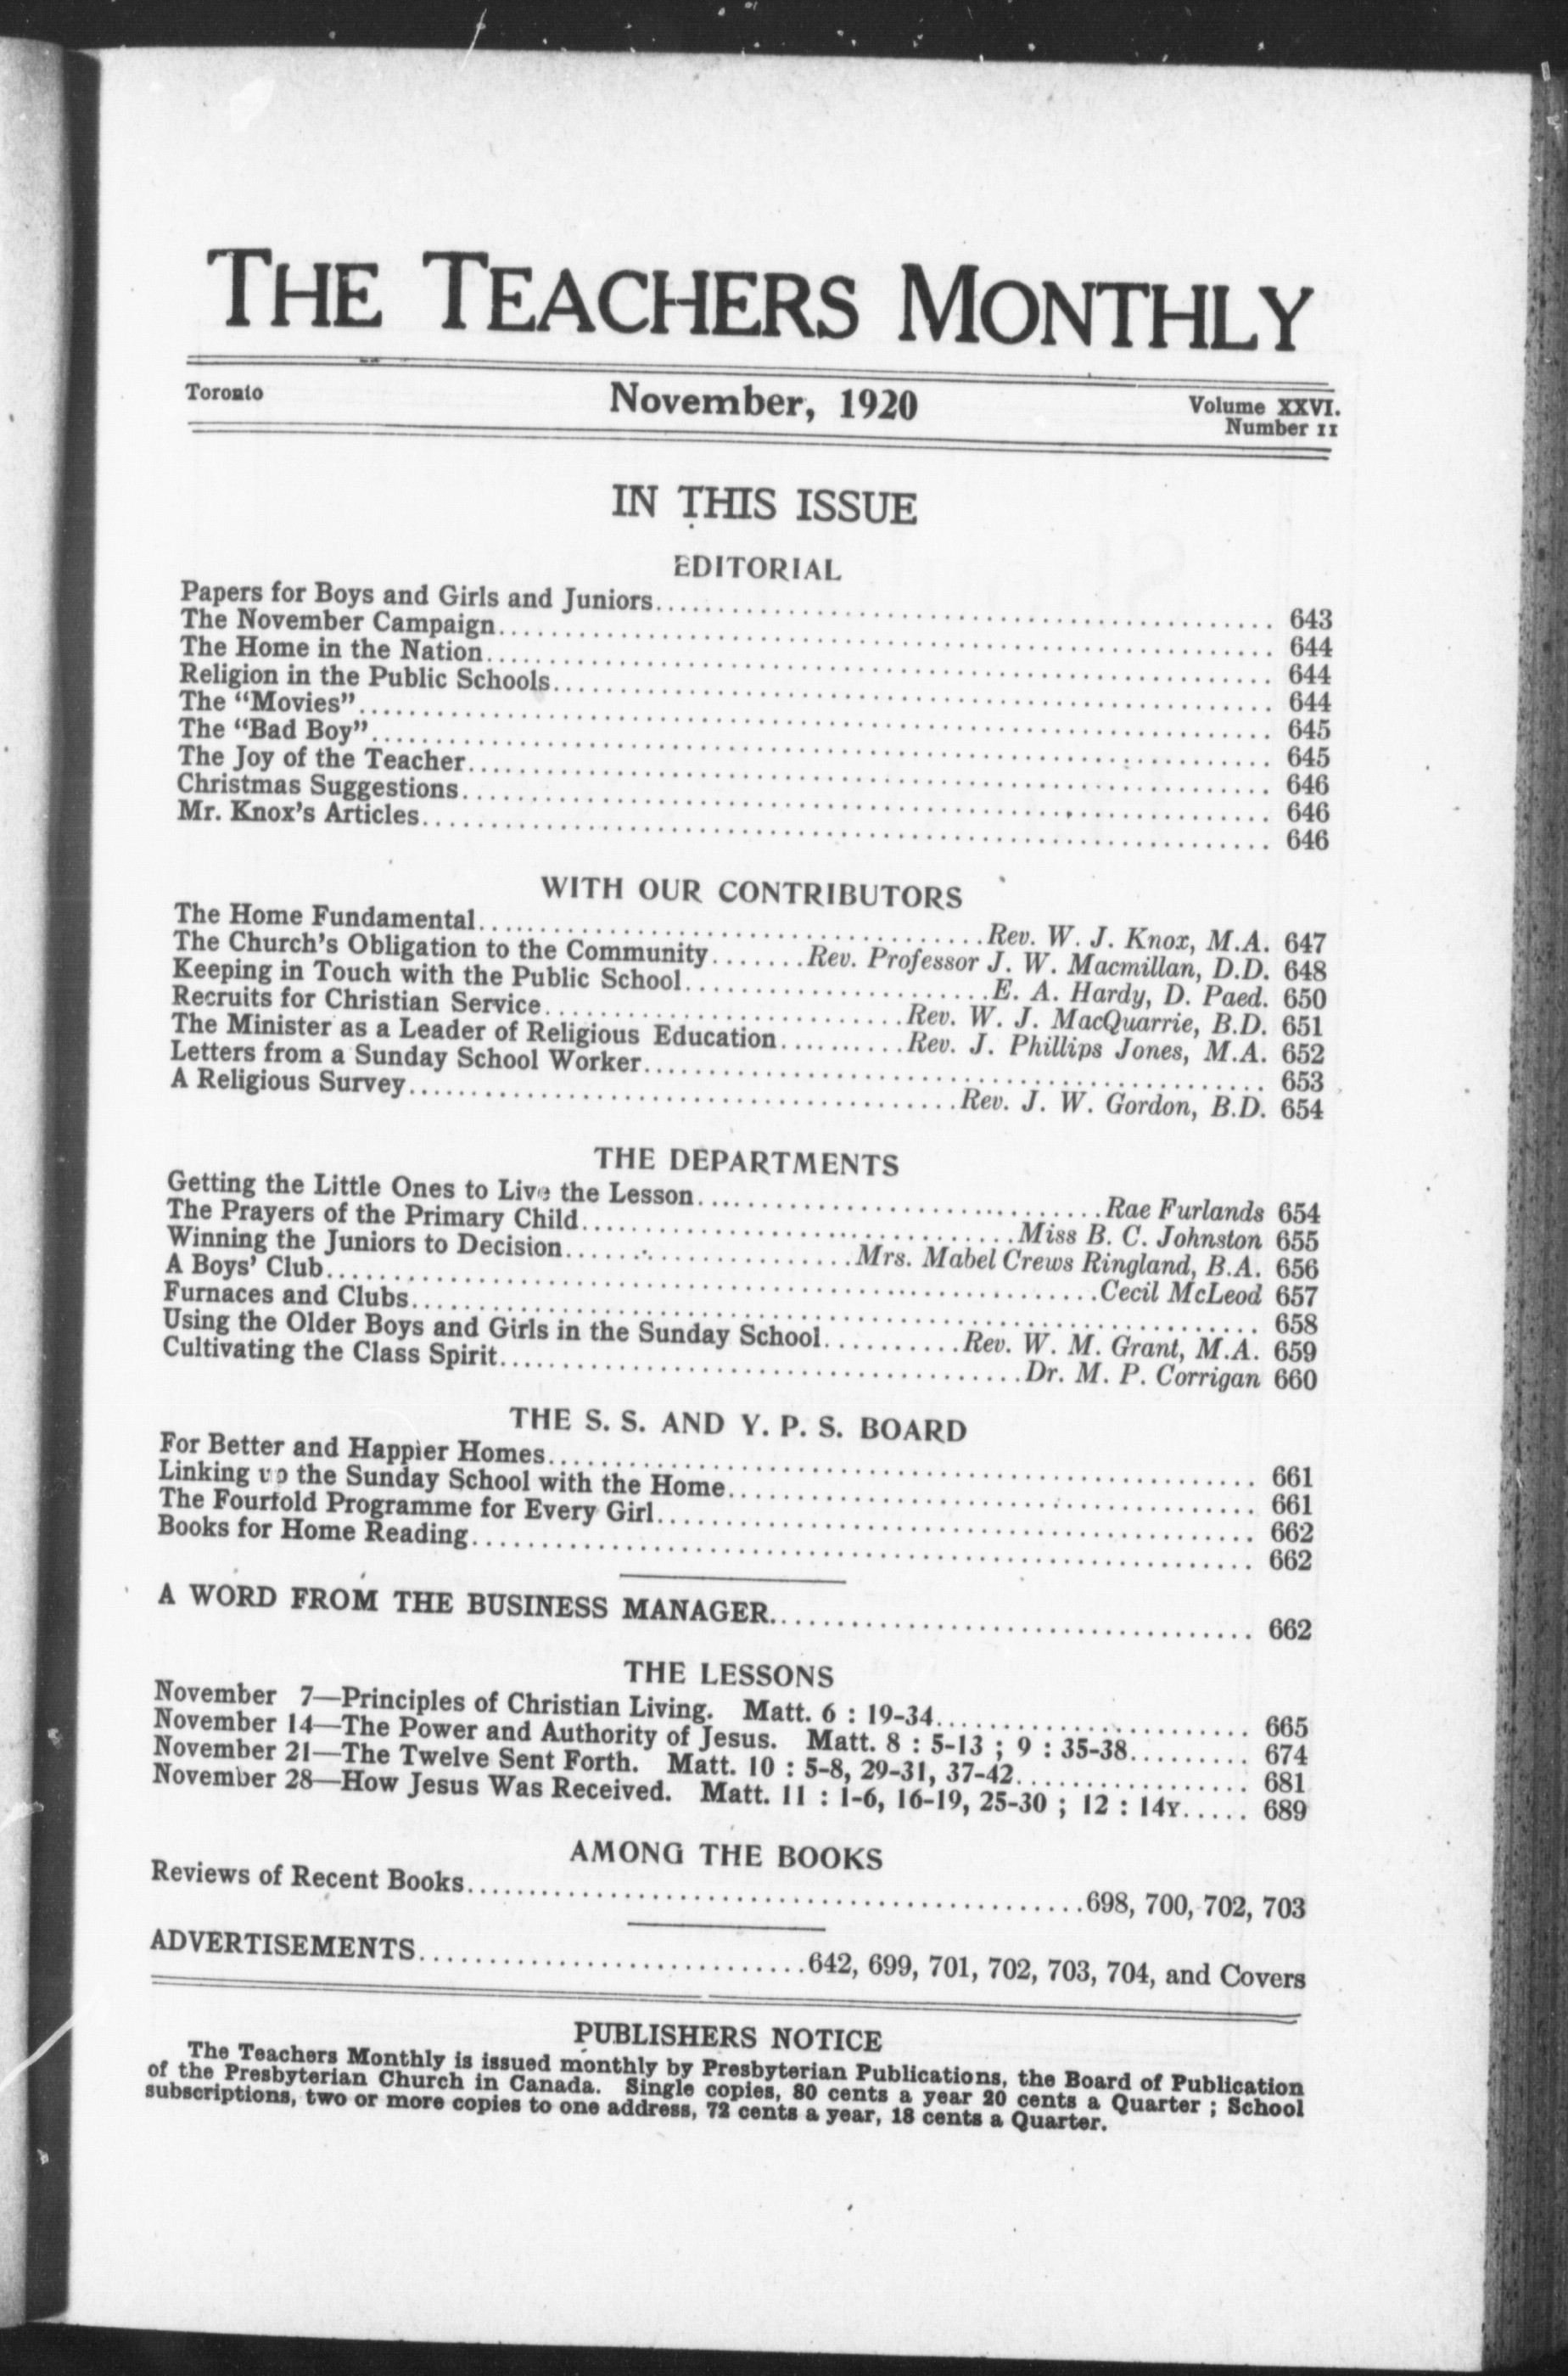 THE TEACHERS MONTHLY
Toronto November, 1920 Volume XXVI.
Number 11
IN THIS ISSUE
EDITORIAL
Papers for Boys and Girls and Juniors........ 643
The November Campaign........ 644
The Home in the Nation........ 644
Religion in the Public Schools........ 644
The “Movies”........ 645
The “Bad Boy”........ 645
The Joy of the Teacher........ 646
Christmas Suggestions........ 646
Mr. Knox's Articles........ 646
WITH OUR CONTRIBUTORS
The Home Fundamental........Rev. W. J. Knox, M.A. 647
The Church's Obligation to the Community.......Rev. Professor J. W. Macmillan, D.D. 648
Keeping in Touch with the Public School........E. A. Hardy, D. Paed. 650
Recruits for Christian Service........Rev. W. J. MacQuarrie, B.D. 651
The Minister as a Leader of Religious Education........Rev. J. Phillips Jones, M.A. 652
Letters from a Sunday School Worker........ 653
A Religious Survey........Rev. J. W. Gordon, B.D. 654
THE DEPARTMENTS
Getting the Little Ones to Live the Lesson........Rae Furlands 654
The Prayers of the Primary Child........Miss B. C. Johnston 655
Winning the Juniors to Decision........Mrs. Mabel Crews Ringland, B.A. 656
A Boys' Club........Cecil McLeod 657
Furnaces and Clubs........ 658
Using the Older Boys and Girls in the Sunday School........Rev. W. M. Grant, M.A. 659
Cultivating the Class Spirit........Dr. M. P. Corrigan 660
THE S. S. AND Y. P. S. BOARD
For Better and Happier Homes........ 661
Linking up the Sunday School with the Home........ 661
The Fourfold Programme for Every Girl........ 662
Books for Home Reading........ 662
A WORD FROM THE BUSINESS MANAGER........ 662
THE LESSONS
November 7—Principles of Christian Living. Matt. 6 : 19-34........ 665
November 14—The Power and Authority of Jesus. Matt. 8 : 5-13 ; 9 : 35-38........ 674
November 21—The Twelve Sent Forth. Matt. 10 : 5-8, 29-31, 37-42........ 681
November 28—How Jesus Was Received. Matt. 11 : 1-6, 16-19, 25-30 ; 12 : 14Y..... 689
AMONG THE BOOKS
Reviews of Recent Books........698, 700, 702, 703
ADVERTISEMENTS........642, 699, 701, 702, 703, 704, and Covers
PUBLISHERS NOTICE
The Teachers Monthly is issued monthly by Presbyterian Publications, the Board of Publication
of the Presbyterian Church in Canada. Single copies, 80 cents a year 20 cents a Quarter ; School
subscriptions, two or more copies to one address, 72 cents a year, 18 cents a Quarter.